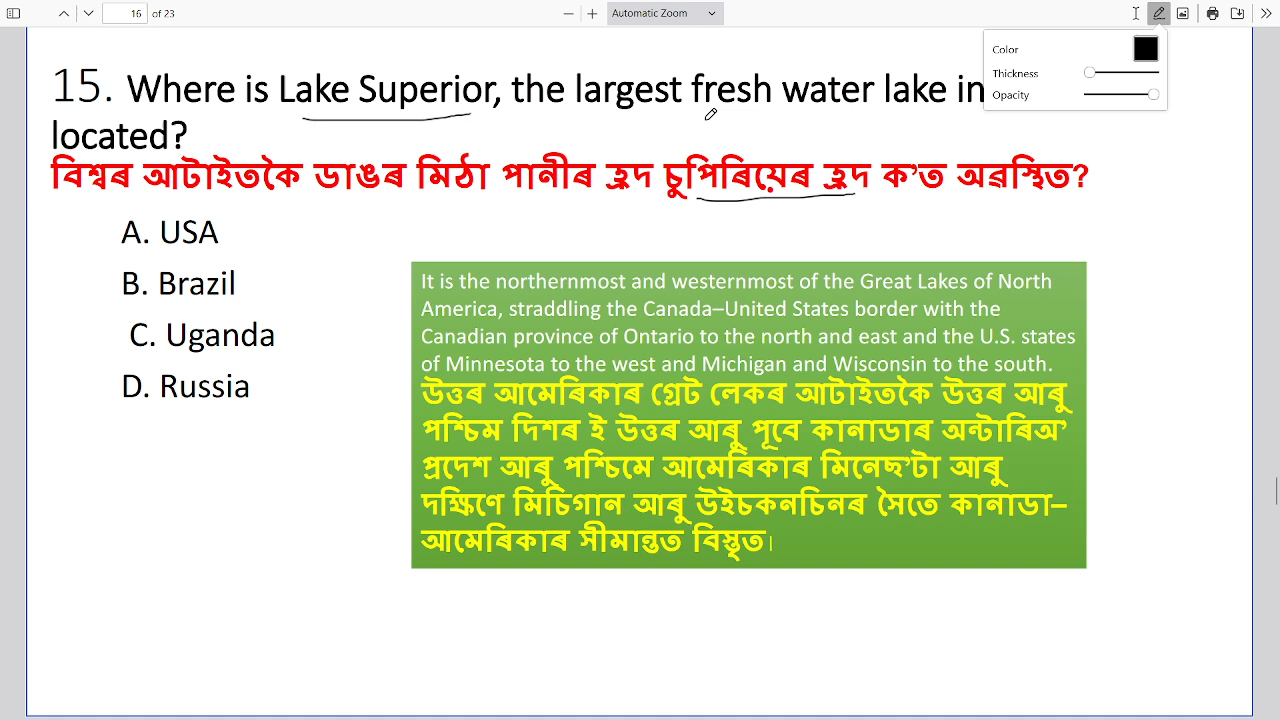 16 of 23
Automatic Zoom
Color
Thickness
Opacity
15. Where is Lake Superior, the largest fresh water lake in
located?
বিশ্বৰ আটাইতকৈ ডাঙৰ মিঠা পানীৰ হ্ৰদ চুপিৰিয়েৰ হ্ৰদ ক’ত অৱস্থিত?
A. USA
B. Brazil
C. Uganda
D. Russia
It is the northernmost and westernmost of the Great Lakes of North
America, straddling the Canada–United States border with the
Canadian province of Ontario to the north and east and the U.S. states
of Minnesota to the west and Michigan and Wisconsin to the south.
উত্তৰ আমেৰিকাৰ গ্ৰেট লেকৰ আটাইতকৈ উত্তৰ আৰু
পশ্চিম দিশৰ ই উত্তৰ আৰু পূবে কানাডাৰ অন্টাৰিঅ’
প্ৰদেশ আৰু পশ্চিমে আমেৰিকাৰ মিনেছ’টা আৰু
দক্ষিণে মিচিগান আৰু উইচকনচিনৰ সৈতে কানাডা–
আমেৰিকাৰ সীমান্তত বিস্তৃত।